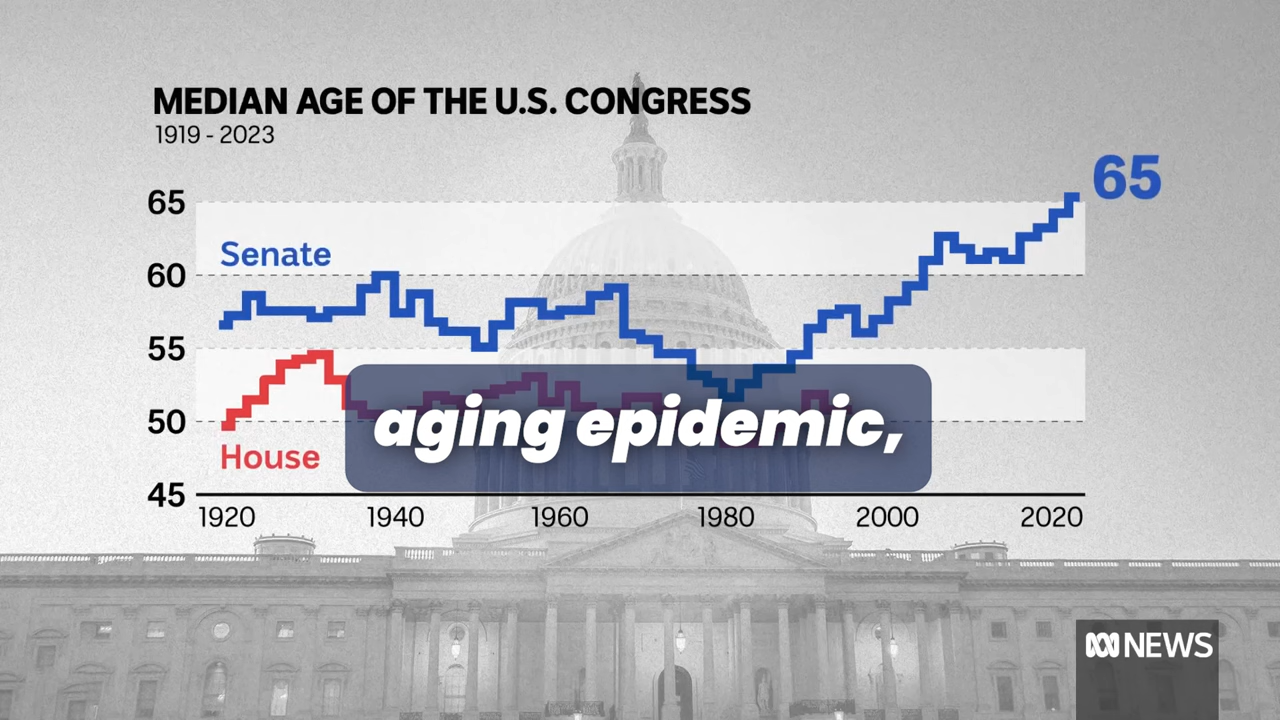 MEDIAN AGE OF THE U.S. CONGRESS
1919 - 2023
65
65
Senate
60
55
aging epidemic,
50
House
45
1920 1940 1960 1980 2000 2020
NEWS